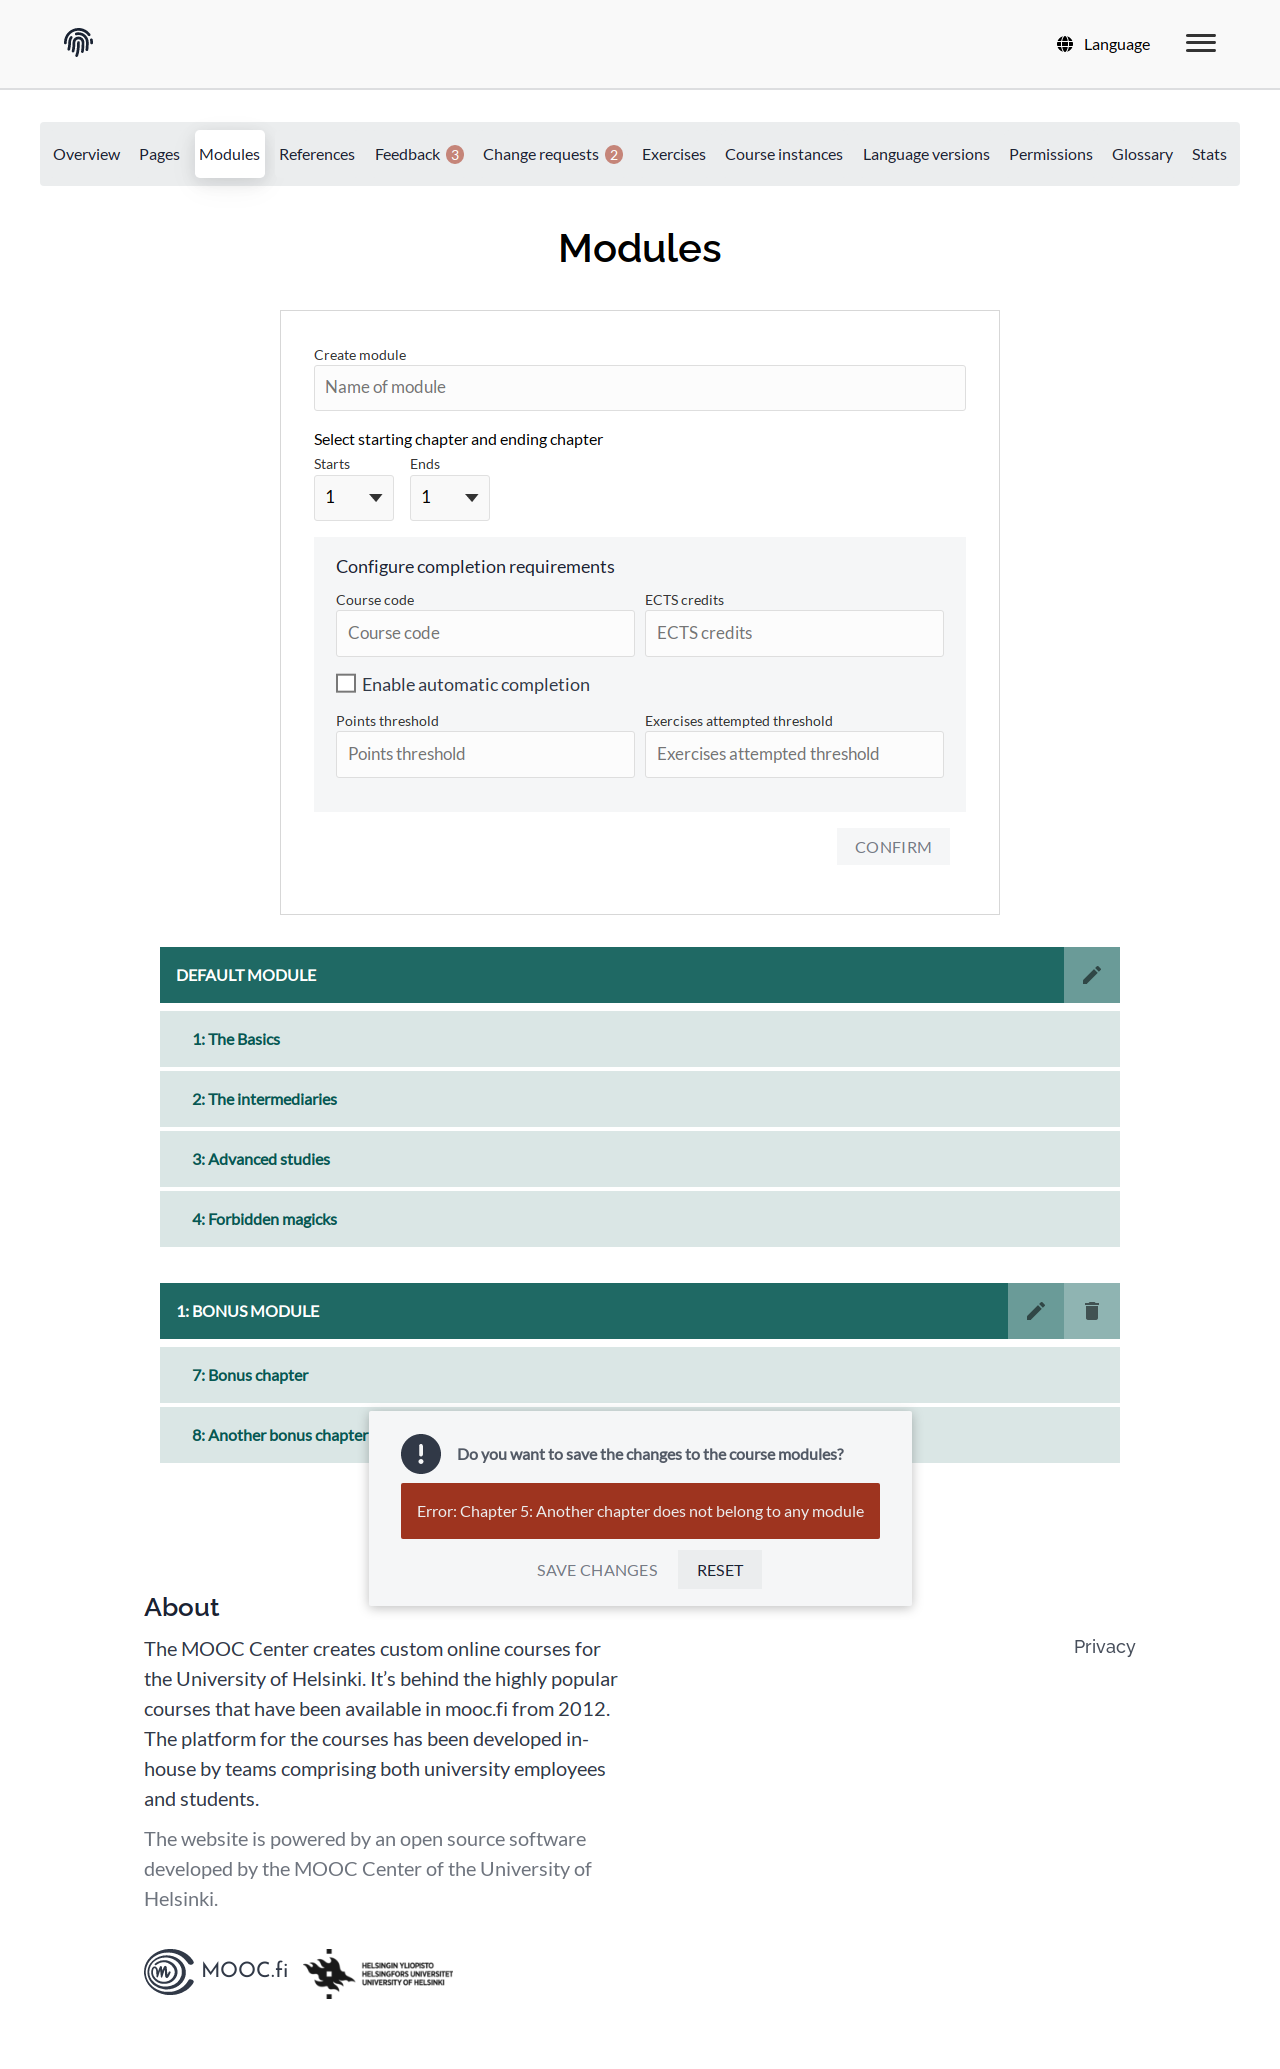 Language
Overview Pages Modules References Feedback 3 Change requests 2 Exercises Course instances Language versions Permissions Glossary Stats
Modules
Create module
Name of module
Select starting chapter and ending chapter
Starts Ends
1 1
Configure completion requirements
Course code ECTS credits
Course code ECTS credits
Enable automatic completion
Points threshold Exercises attempted threshold
Points threshold Exercises attempted threshold
CONFIRM
DEFAULT MODULE
1: The Basics
2: The intermediaries
3: Advanced studies
4: Forbidden magicks
1: BONUS MODULE
7: Bonus chapter
8: Another bonus chapter
Do you want to save the changes to the course modules?
Error: Chapter 5: Another chapter does not belong to any module
SAVE CHANGES RESET
About
The MOOC Center creates custom online courses for
the University of Helsinki. It’s behind the highly popular
courses that have been available in mooc.fi from 2012.
The platform for the courses has been developed in-
house by teams comprising both university employees
and students.
Privacy
The website is powered by an open source software
developed by the MOOC Center of the University of
Helsinki.
MOOC.fi
HELSINGIN YLIOPISTO
HELSINGFORS UNIVERSITET
UNIVERSITY OF HELSINKI